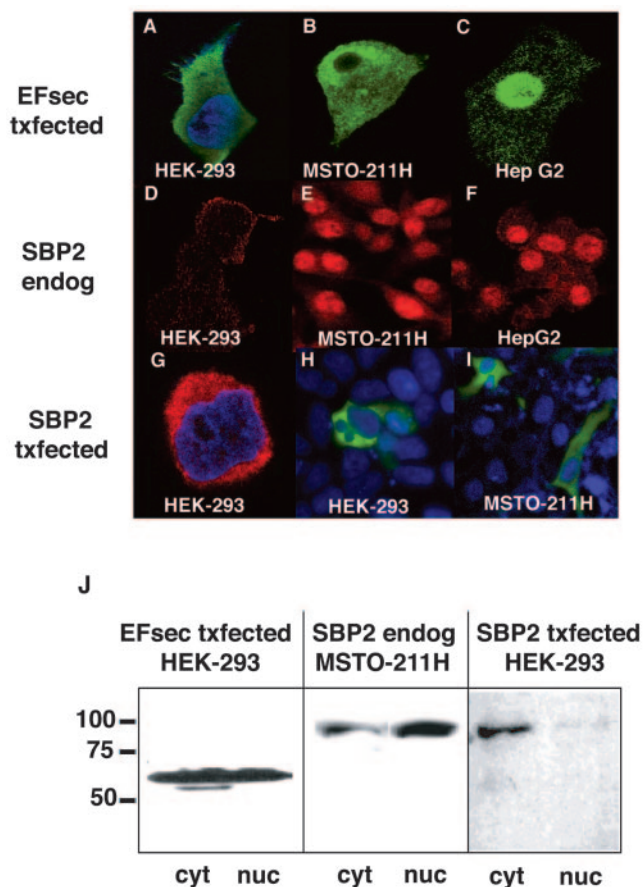 A
B
C
EFsec
txfected
HEK-293
MSTO-211H
Hep G2
D
E
F
SBP2
endog
HEK-293
MSTO-211H
HepG2
G
H
I
SBP2
txfected
HEK-293
HEK-293
MSTO-211H
J
EFsec txfected
HEK-293
SBP2 endog
MSTO-211H
SBP2 txfected
HEK-293
100
75
50
cyt nuc
cyt nuc
cyt nuc